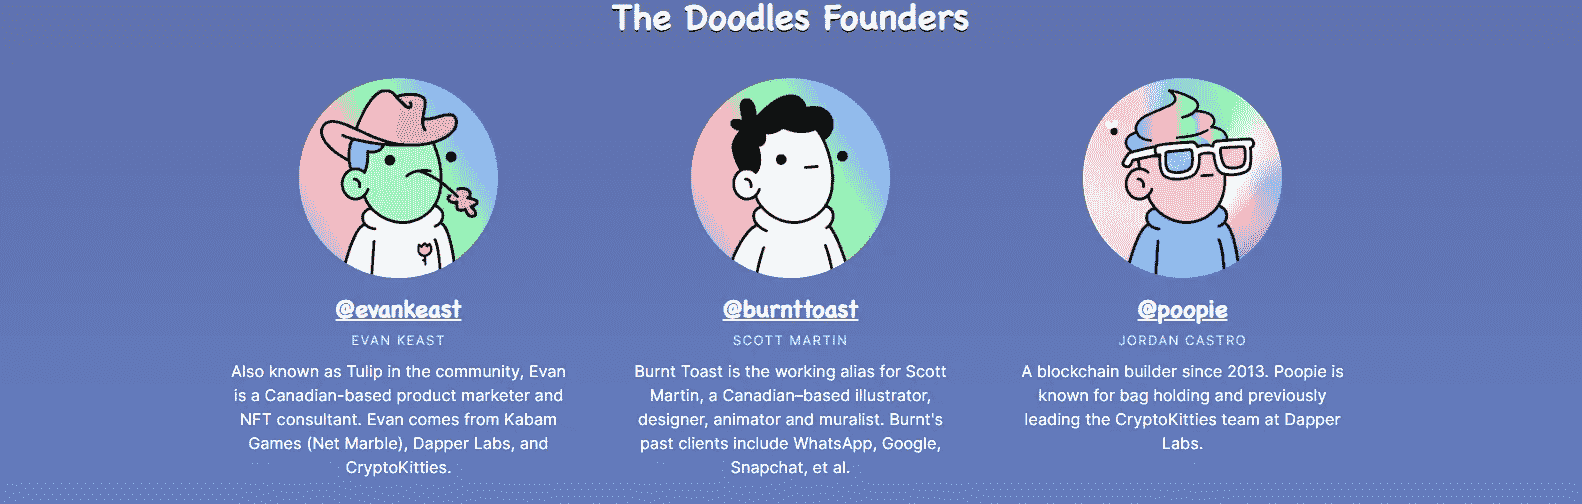 The Doodles Founders
@evankeast
EVAN KEAST
Also known as Tulip in the community, Evan
is a Canadian-based product marketer and
NFT consultant. Evan comes from Kabam
Games (Net Marble), Dapper Labs, and
CryptoKitties.
@burnttoast
SCOTT MARTIN
Burnt Toast is the working alias for Scott
Martin, a Canadian–based illustrator,
designer, animator and muralist. Burnt's
past clients include WhatsApp, Google,
Snapchat, et al.
@poopie
JORDAN CASTRO
A blockchain builder since 2013. Poopie is
known for bag holding and previously
leading the CryptoKitties team at Dapper
Labs.